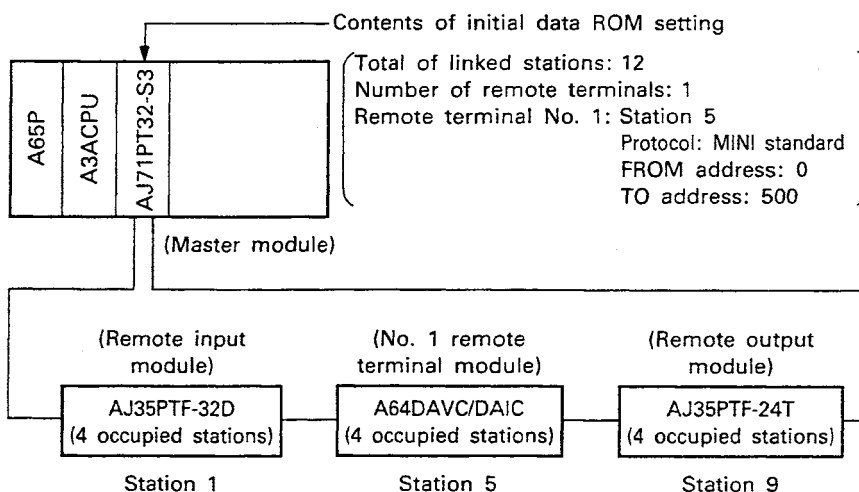 Contents of initial data ROM setting
A65P
A3ACPU
AJ71PT32-S3
Total of linked stations: 12
Number of remote terminals: 1
Remote terminal No. 1: Station 5
Protocol: MINI standard
FROM address: 0
TO address: 500
(Master module)
(Remote input
module)
AJ35PTF-32D
(4 occupied stations)
Station 1
(No. 1 remote
terminal module)
A64DAVC/DAIC
(4 occupied stations)
Station 5
(Remote output
module)
AJ35PTF-24T
(4 occupied stations)
Station 9